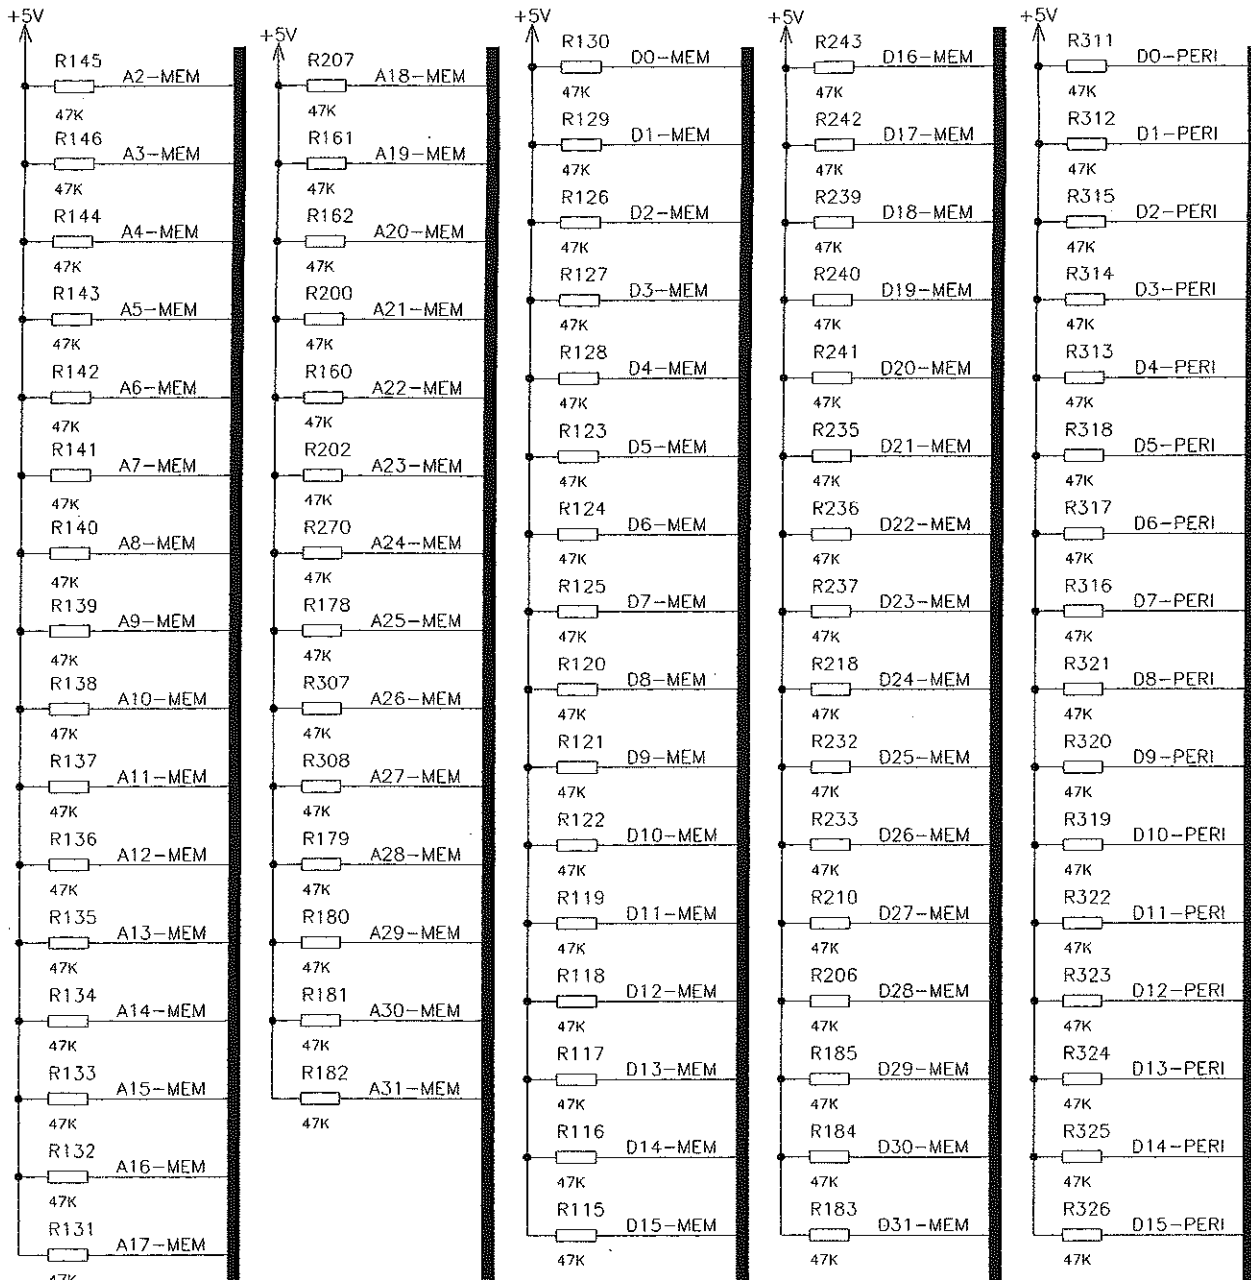 +5V
R145
A2-MEM
47K
R146
A3-MEM
47K
R144
A4-MEM
47K
R143
A5-MEM
47K
R142
A6-MEM
47K
R141
A7-MEM
47K
R140
A8-MEM
47K
R139
A9-MEM
47K
R138
A10-MEM
47K
R137
A11-MEM
47K
R136
A12-MEM
47K
R135
A13-MEM
47K
R134
A14-MEM
47K
R133
A15-MEM
47K
R132
A16-MEM
47K
R131
A17-MEM
47K
+5V
R207
A18-MEM
47K
R161
A19-MEM
47K
R162
A20-MEM
47K
R200
A21-MEM
47K
R160
A22-MEM
47K
R202
A23-MEM
47K
R270
A24-MEM
47K
R178
A25-MEM
47K
R307
A26-MEM
47K
R308
A27-MEM
47K
R179
A28-MEM
47K
R180
A29-MEM
47K
R181
A30-MEM
47K
R182
A31-MEM
47K
+5V
R130
D0-MEM
47K
R129
D1-MEM
47K
R126
D2-MEM
47K
R127
D3-MEM
47K
R128
D4-MEM
47K
R123
D5-MEM
47K
R124
D6-MEM
47K
R125
D7-MEM
47K
R120
D8-MEM
47K
R121
D9-MEM
47K
R122
D10-MEM
47K
R119
D11-MEM
47K
R118
D12-MEM
47K
R117
D13-MEM
47K
R116
D14-MEM
47K
R115
D15-MEM
47K
+5V
R243
D16-MEM
47K
R242
D17-MEM
47K
R239
D18-MEM
47K
R240
D19-MEM
47K
R241
D20-MEM
47K
R235
D21-MEM
47K
R236
D22-MEM
47K
R237
D23-MEM
47K
R218
D24-MEM
47K
R232
D25-MEM
47K
R233
D26-MEM
47K
R210
D27-MEM
47K
R206
D28-MEM
47K
R185
D29-MEM
47K
R184
D30-MEM
47K
R183
D31-MEM
47K
+5V
R311
D0-PERI
47K
R312
D1-PERI
47K
R315
D2-PERI
47K
R314
D3-PERI
47K
R313
D4-PERI
47K
R318
D5-PERI
47K
R317
D6-PERI
47K
R316
D7-PERI
47K
R321
D8-PERI
47K
R320
D9-PERI
47K
R319
D10-PERI
47K
R322
D11-PERI
47K
R323
D12-PERI
47K
R324
D13-PERI
47K
R325
D14-PERI
47K
R326
D15-PERI
47K